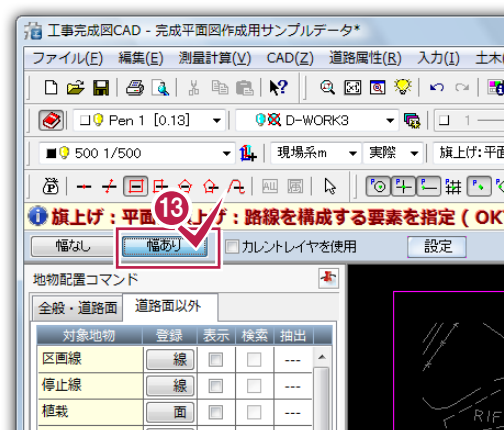 工事完成図CAD - 完成平面図作成用サンプルデータ*
ファイル(F) 編集(E) 測量計算(V) CAD(Z) 道路属性(R) 入力(I) 土木
Pen 1 [0.13] D-WORK3 1
500 1/500 現場系m 実際 旗上げ:平面
旗上げ：平面 上げ：路線を構成する要素を指定 ( OK
13
幅なし 幅あり カレントレイヤを使用 設定
地物配置コマンド
全般・道路面 道路面以外
対象地物 登録 表示 検索 抽出
区画線 線 ---
停止線 線 ---
植栽 面 ---
RIF